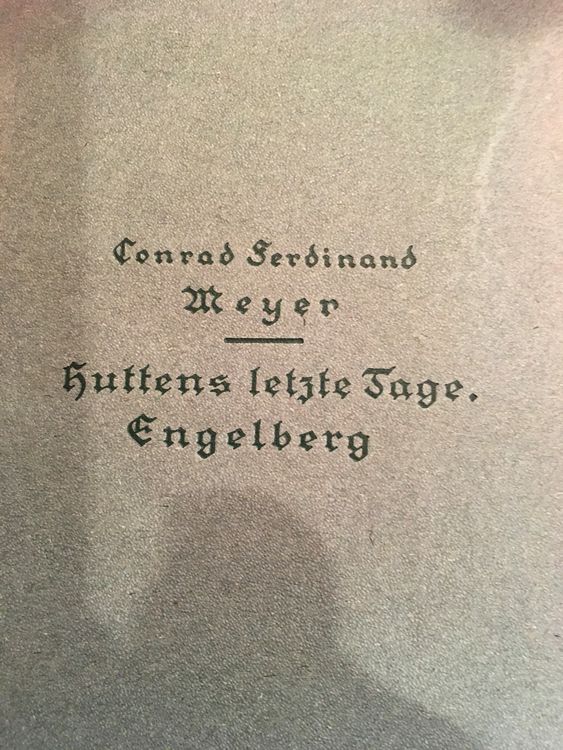 Conrad Ferdinand
Meyer
Huttens letzte Tage.
Engelberg